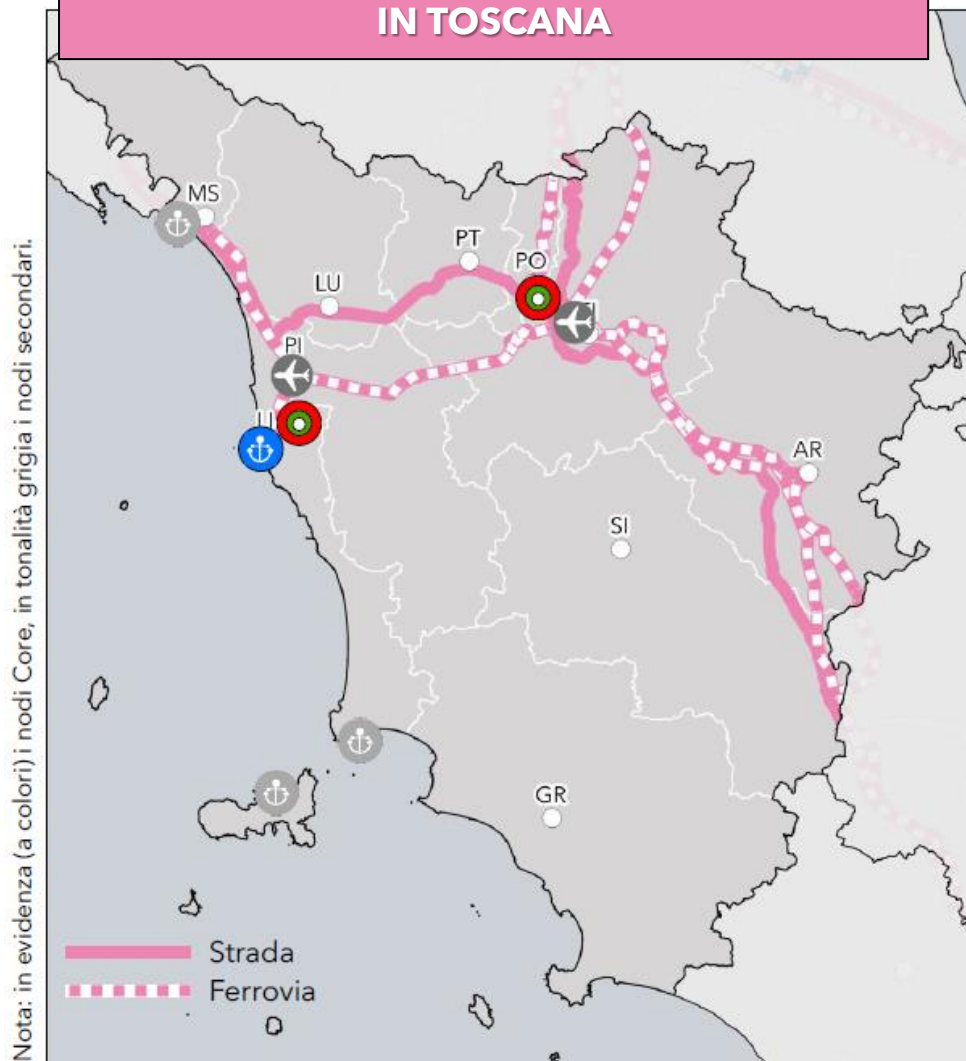 IN TOSCANA
MS
PT
PO
LU
PI
LI
AR
SI
GR
Strada
Ferrovia
Nota: in evidenza (a colori) i nodi Core, in tonalità grigia i nodi secondari.